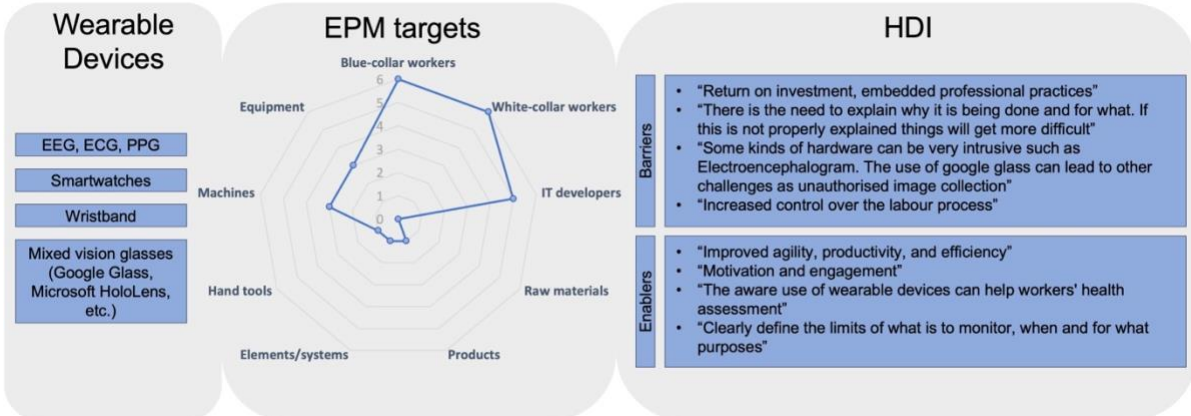 Wearable
Devices
EEG, ECG, PPG
Smartwatches
Wristband
Mixed vision glasses
(Google Glass,
Microsoft HoloLens,
etc.)
EPM targets
Blue-collar workers
White-collar workers
IT developers
Raw materials
Products
Elements/systems
Hand tools
Machines
Equipment
6
5
4
3
2
1
0
HDI
Barriers
• “Return on investment, embedded professional practices”
• “There is the need to explain why it is being done and for what. If
this is not properly explained things will get more difficult”
• “Some kinds of hardware can be very intrusive such as
Electroencephalogram. The use of google glass can lead to other
challenges as unauthorised image collection”
• “Increased control over the labour process”
Enablers
• “Improved agility, productivity, and efficiency”
• “Motivation and engagement”
• “The aware use of wearable devices can help workers' health
assessment”
• “Clearly define the limits of what is to monitor, when and for what
purposes”